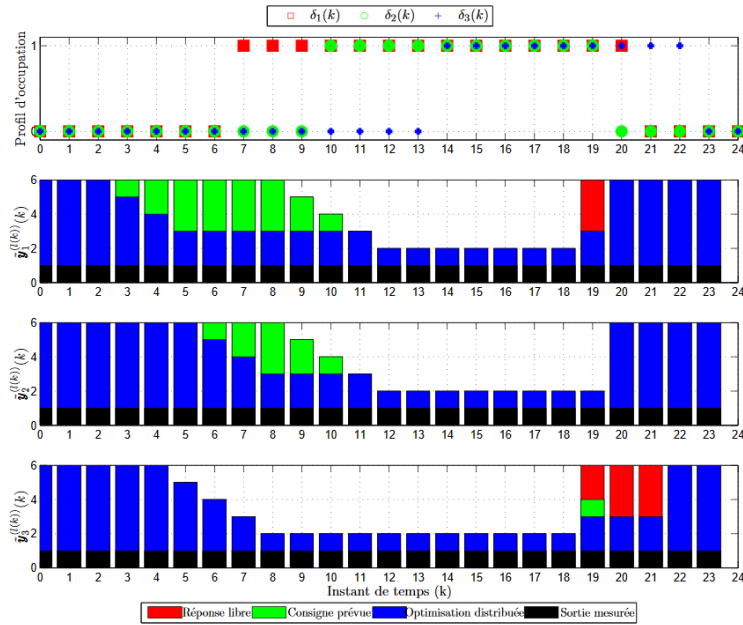 δ₁(k) δ₂(k) δ₃(k)
Profil d'occupation
1
0
0 1 2 3 4 5 6 7 8 9 10 11 12 13 14 15 16 17 18 19 20 21 22 23 24
ỹ₁^(l(k))(k)
6
4
2
0
0 1 2 3 4 5 6 7 8 9 10 11 12 13 14 15 16 17 18 19 20 21 22 23 24
ỹ₂^(l(k))(k)
6
4
2
0
0 1 2 3 4 5 6 7 8 9 10 11 12 13 14 15 16 17 18 19 20 21 22 23 24
ỹ₃^(l(k))(k)
6
4
2
0
0 1 2 3 4 5 6 7 8 9 10 11 12 13 14 15 16 17 18 19 20 21 22 23 24
Instant de temps (k)
Réponse libre Consigne prévue Optimisation distribuée Sortie mesurée